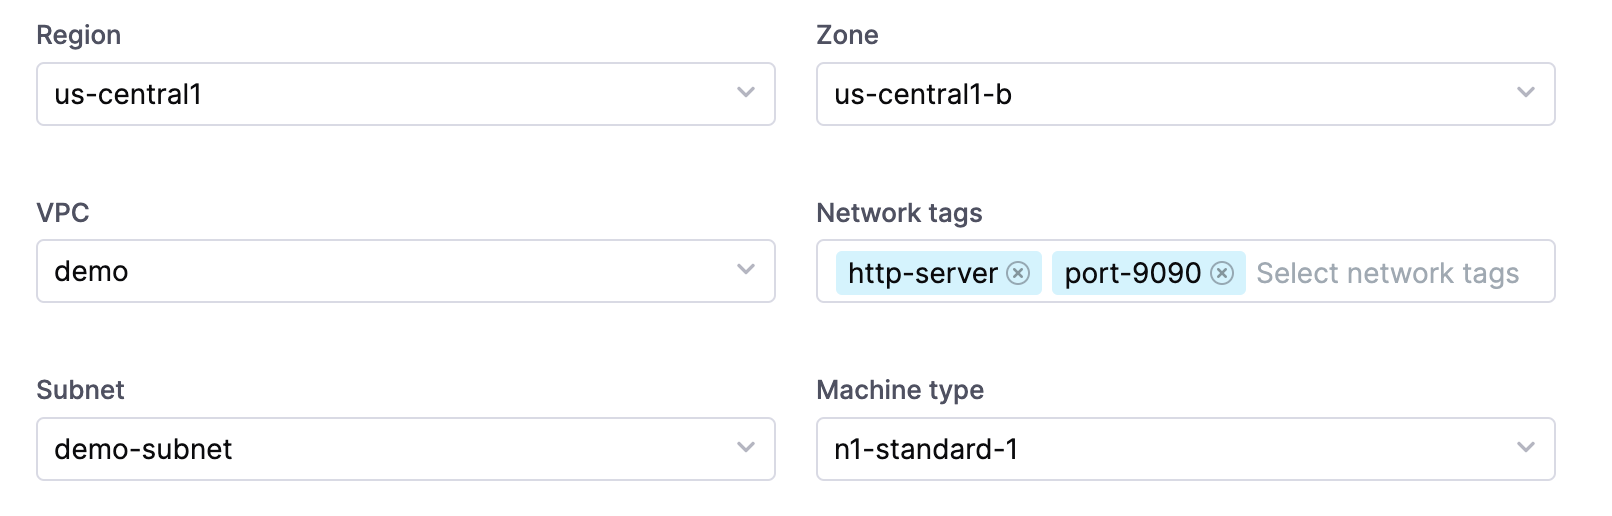 Region
Zone
us-central1
us-central1-b
VPC
Network tags
demo
http-server port-9090 Select network tags
Subnet
Machine type
demo-subnet
n1-standard-1